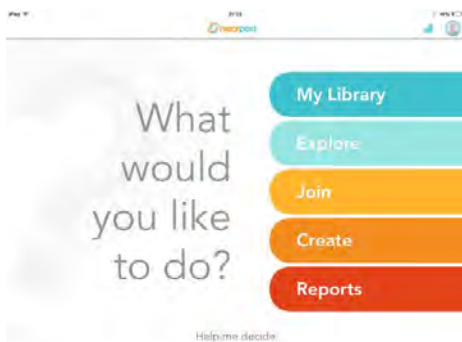 nearpod
What
would
you like
to do?
My Library
Explore
Join
Create
Reports
Help me decide